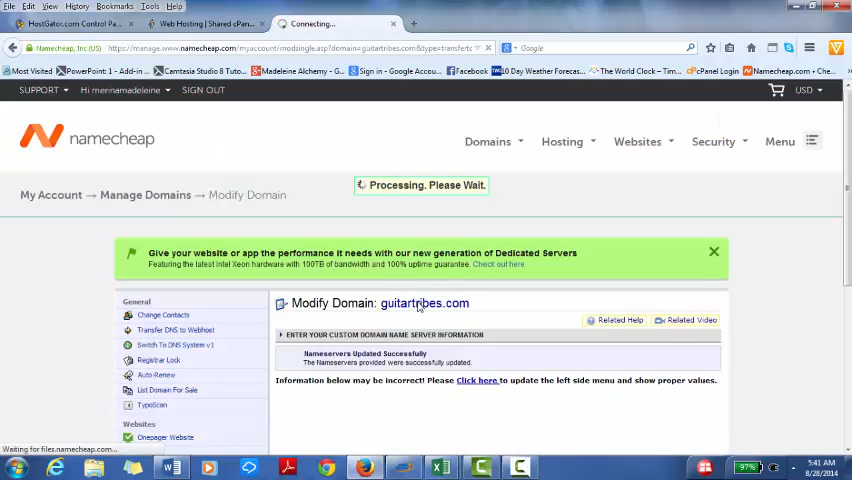 File Edit View History Bookmarks Tools Help
HostGator.com Control Pa...
Web Hosting | Shared cPan...
Connecting...
Namecheap, Inc (US) https://manage.www.namecheap.com/myaccount/modsingle.asp?domain=guitartribes.com&type=transfer
Google
Most Visited PowerPoint: 1 - Add-in ... Camtasia Studio 8 Tuto... Madeleine Alchemy - G... Sign in - Google Accou... Facebook 10 Day Weather Forecas... The World Clock – Tim... cPanel Login Namecheap.com • Che...
SUPPORT Hi merinamadeleine SIGN OUT USD
namecheap
Domains Hosting Websites Security Menu
Processing. Please Wait.
My Account → Manage Domains → Modify Domain
Give your website or app the performance it needs with our new generation of Dedicated Servers
Featuring the latest Intel Xeon hardware with 100TB of bandwidth and 100% uptime guarantee. Check out here
General
Change Contacts
Transfer DNS to Webhost
Switch To DNS System v1
Registrar Lock
Auto-Renew
List Domain For Sale
TypoScan
Websites
Onepager Website
Modify Domain: guitartribes.com
Related Help Related Video
ENTER YOUR CUSTOM DOMAIN NAME SERVER INFORMATION
Nameservers Updated Successfully
The Nameservers provided were successfully updated.
Information below may be incorrect! Please Click here to update the left side menu and show proper values.
Waiting for files.namecheap.com...
97%
5:41 AM
8/28/2014